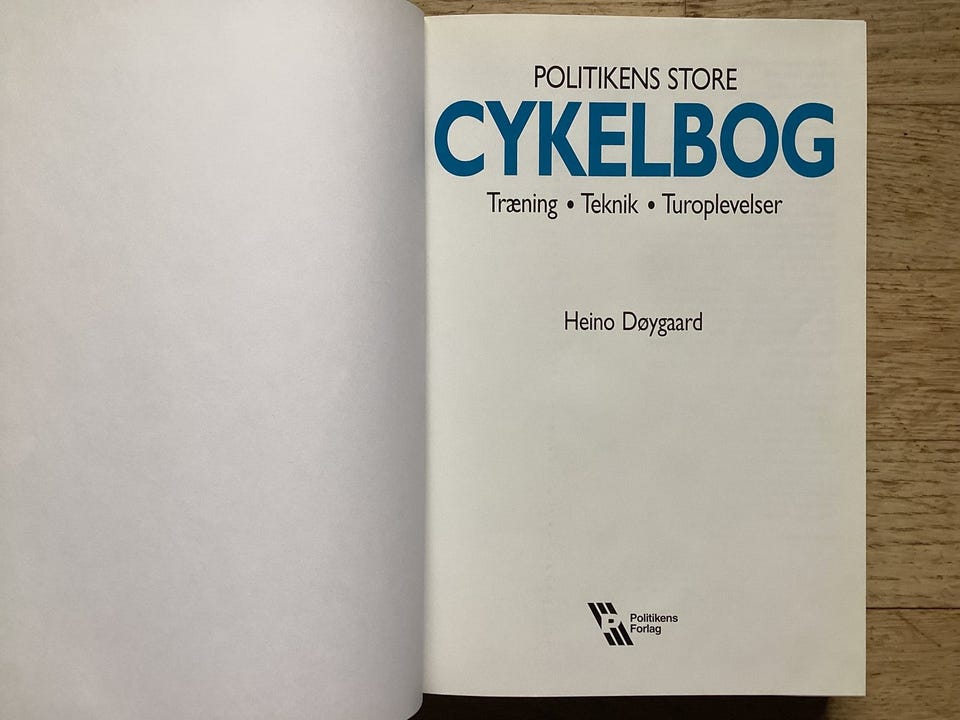 POLITIKENS STORE
CYKELBOG
Træning • Teknik • Turoplevelser
Heino Døygaard
Politikens
Forlag